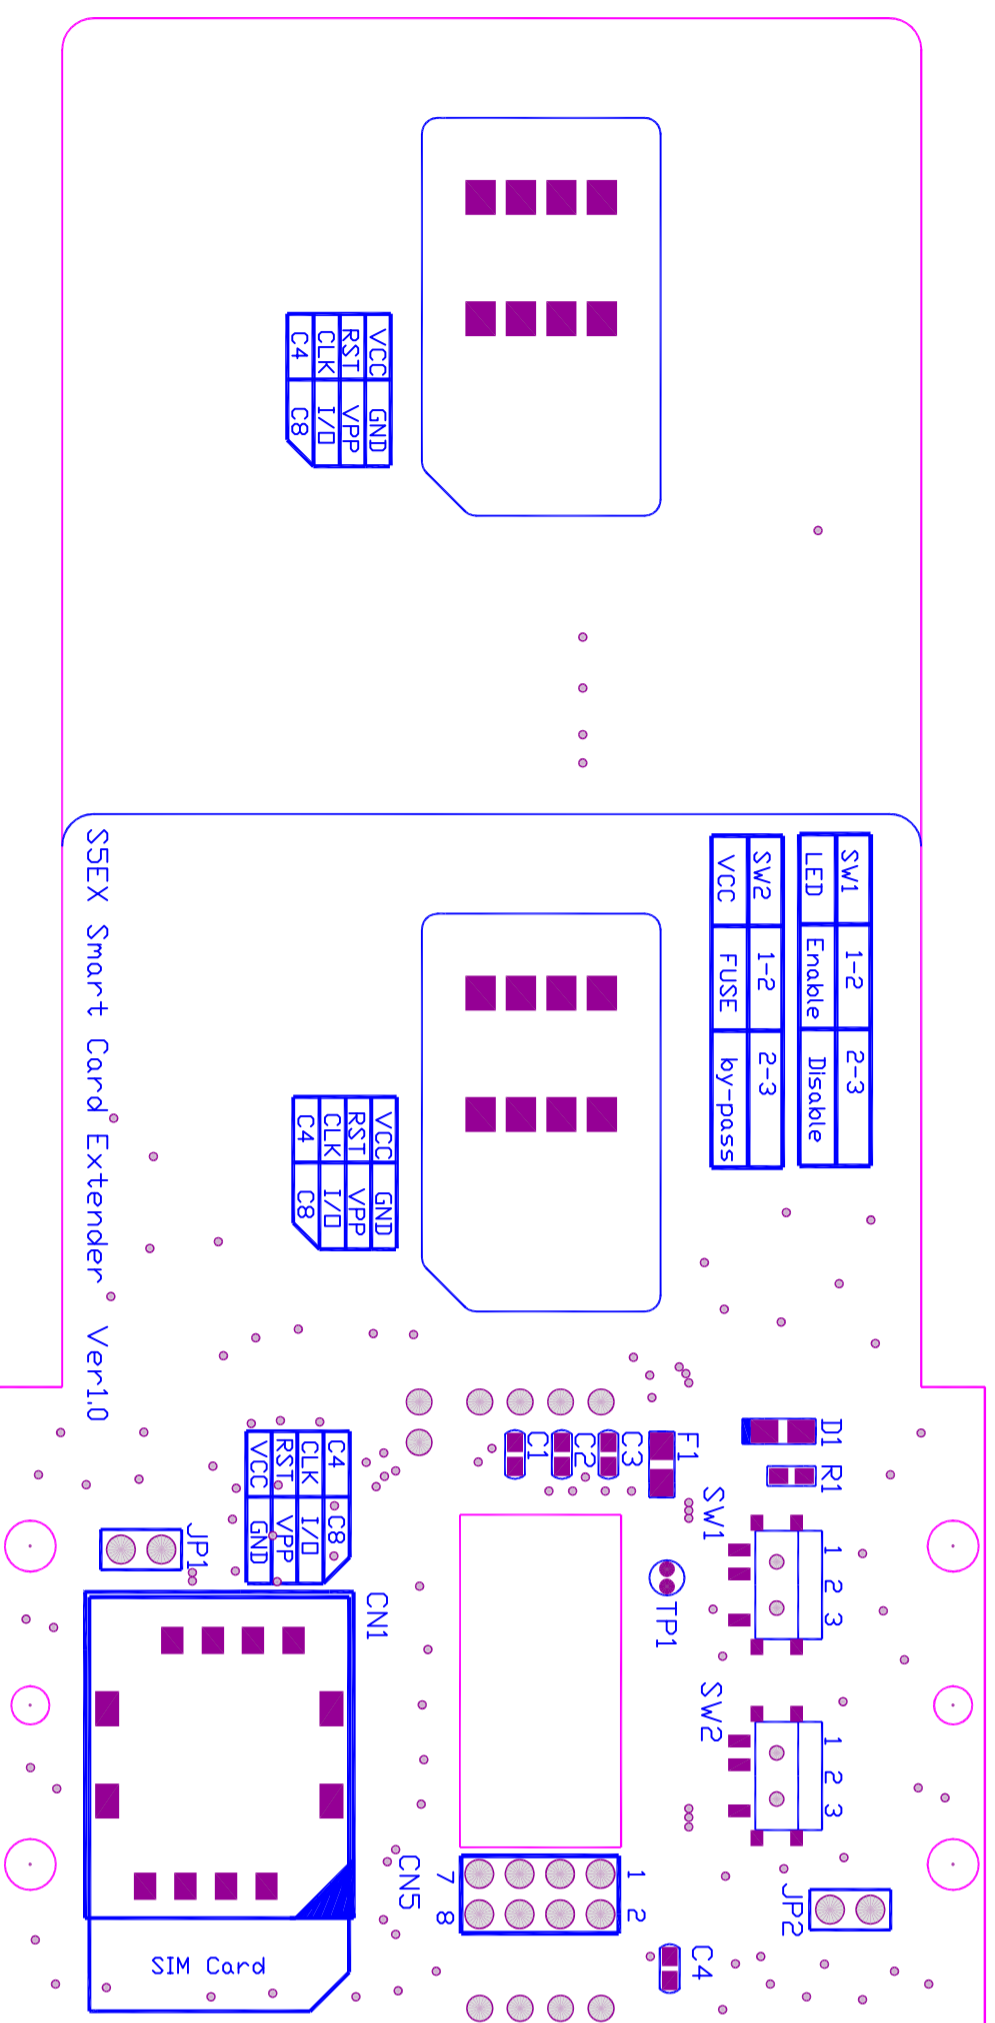 VCC GND
RST VPP
CLK I/O
C4 C8
SW1 1-2 2-3
LED Enable Disable
SW2 1-2 2-3
VCC FUSE by-pass
S5EX Smart Card Extender Ver1.0
VCC GND
RST VPP
CLK I/O
C4 C8
D1
R1
F1
C3
C2
C1
C4 C8
CLK I/O
RST VPP
VCC GND
SW1
1 2 3
JP1
TP1
CN1
SW2
1 2 3
CN5
1 2
7 8
JP2
C4
SIM Card